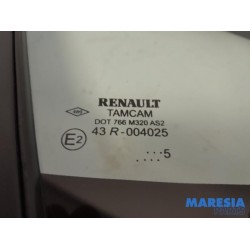 RENAULT
TAMCAM
DOT 766 M320 AS2
E2 43 R-004025
....5
MARESIA